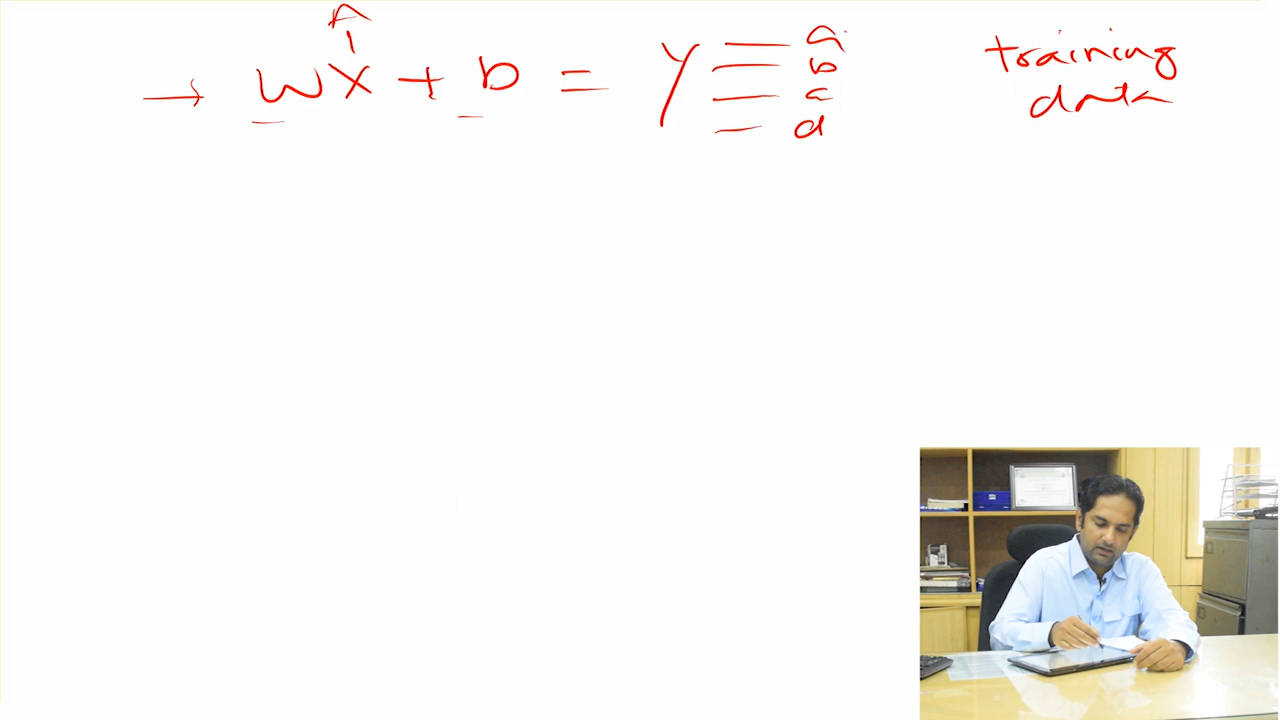 A
→ WX + b = y
a
b
c
d
training
data